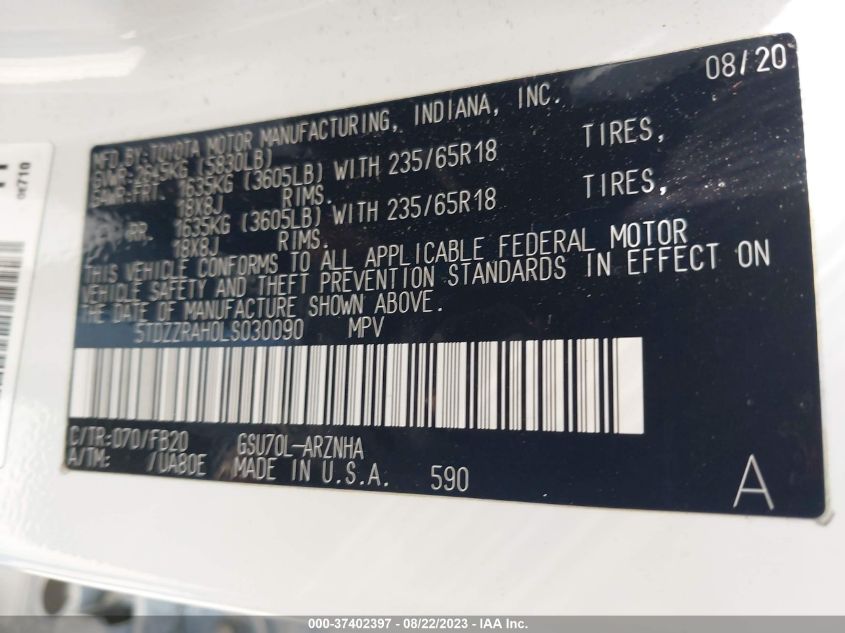 08/20
MFD.BY:TOYOTA MOTOR MANUFACTURING, INDIANA, INC.
GVWR:2645KG (5830LB)
GAWR:FRT. 1635KG (3605LB) WITH 235/65R18 TIRES,
18X8J RIMS.
RR. 1635KG (3605LB) WITH 235/65R18 TIRES,
18X8J RIMS.
THIS VEHICLE CONFORMS TO ALL APPLICABLE FEDERAL MOTOR
VEHICLE SAFETY AND THEFT PREVENTION STANDARDS IN EFFECT ON
THE DATE OF MANUFACTURE SHOWN ABOVE.
5TDZZRAH0LS030090 MPV
C/TR:070/FB20 GSU70L-ARZNHA
A/TM: /UA80E MADE IN U.S.A. 590
A
000-37402397 - 08/22/2023 - IAA Inc.